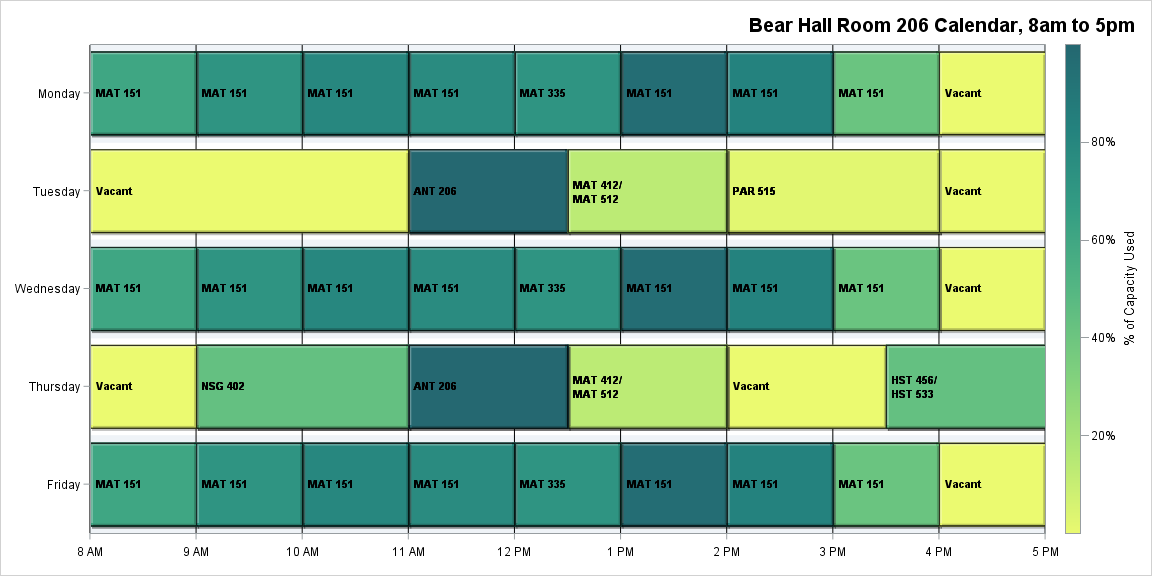 Bear Hall Room 206 Calendar, 8am to 5pm
Monday
MAT 151
MAT 151
MAT 151
MAT 151
MAT 335
MAT 151
MAT 151
MAT 151
Vacant
Tuesday
Vacant
ANT 206
MAT 412/
MAT 512
PAR 515
Vacant
Wednesday
MAT 151
MAT 151
MAT 151
MAT 151
MAT 335
MAT 151
MAT 151
MAT 151
Vacant
Thursday
Vacant
NSG 402
ANT 206
MAT 412/
MAT 512
Vacant
HST 456/
HST 533
Friday
MAT 151
MAT 151
MAT 151
MAT 151
MAT 335
MAT 151
MAT 151
MAT 151
Vacant
8 AM
9 AM
10 AM
11 AM
12 PM
1 PM
2 PM
3 PM
4 PM
5 PM
80%
60%
40%
20%
% of Capacity Used